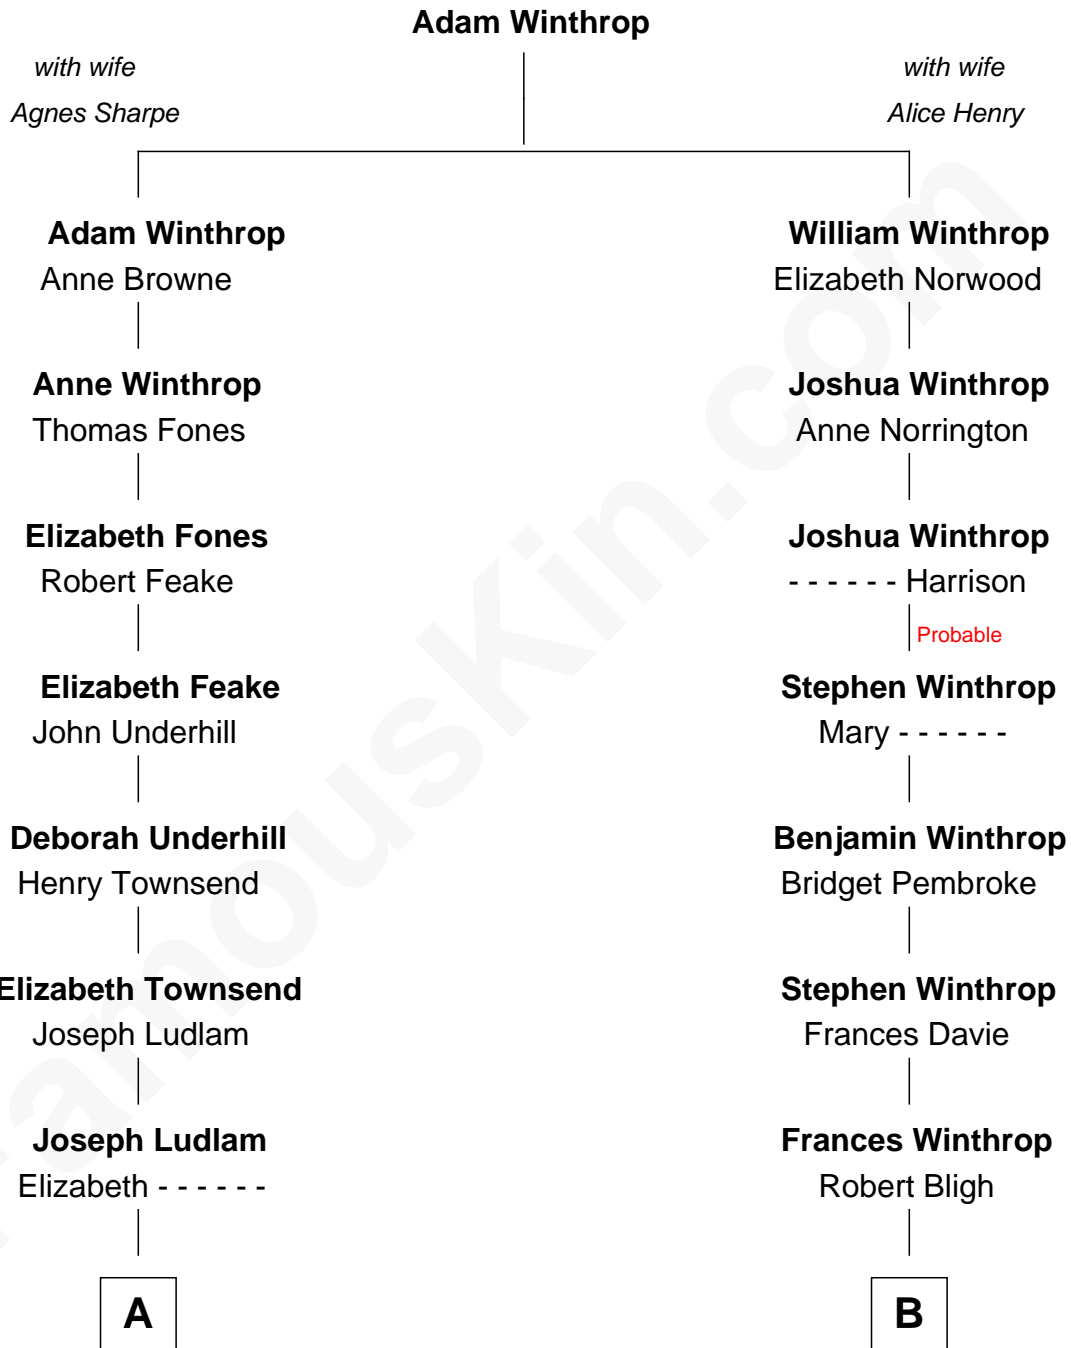 Adam Winthrop
with wife
Agnes Sharpe
with wife
Alice Henry
Adam Winthrop
Anne Browne
William Winthrop
Elizabeth Norwood
Anne Winthrop
Thomas Fones
Joshua Winthrop
Anne Norrington
Elizabeth Fones
Robert Feake
Joshua Winthrop
- - - - - - Harrison
Probable
Elizabeth Feake
John Underhill
Stephen Winthrop
Mary - - - - - -
Deborah Underhill
Henry Townsend
Benjamin Winthrop
Bridget Pembroke
Elizabeth Townsend
Joseph Ludlam
Stephen Winthrop
Frances Davie
Joseph Ludlam
Elizabeth - - - - - -
Frances Winthrop
Robert Bligh
A
B
FamousKin.com